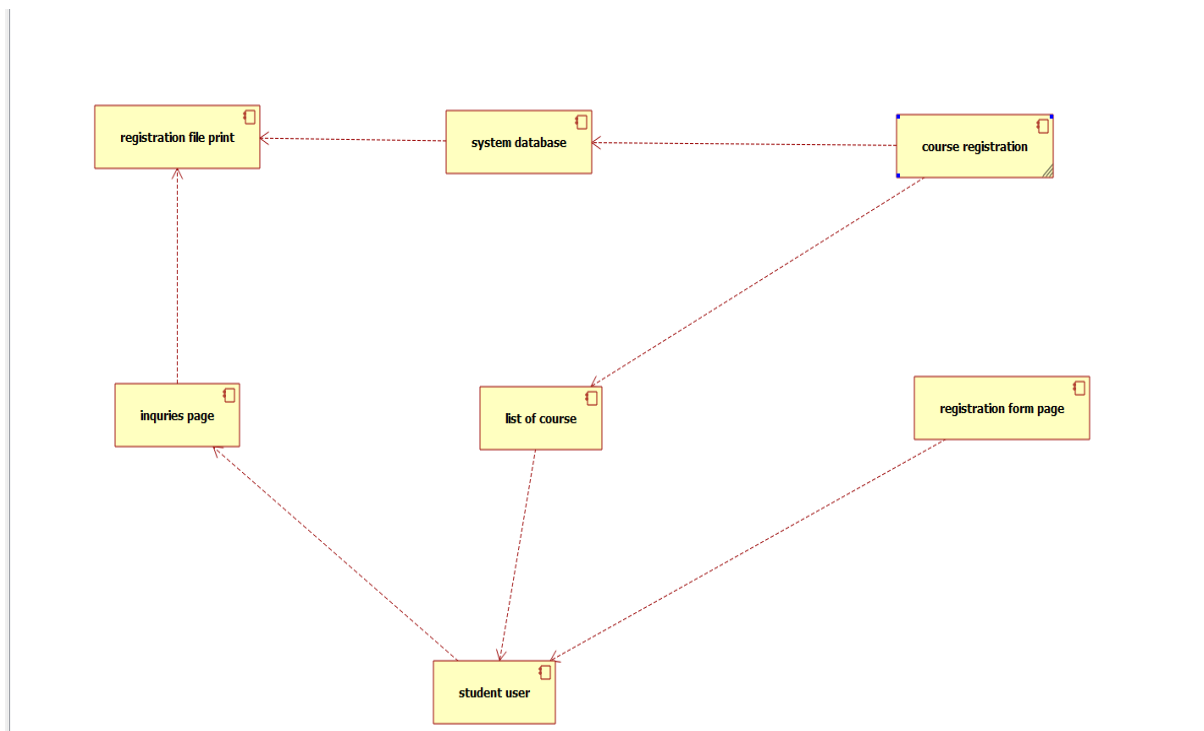 registration file print
system database
course registration
inquries page
list of course
registration form page
student user